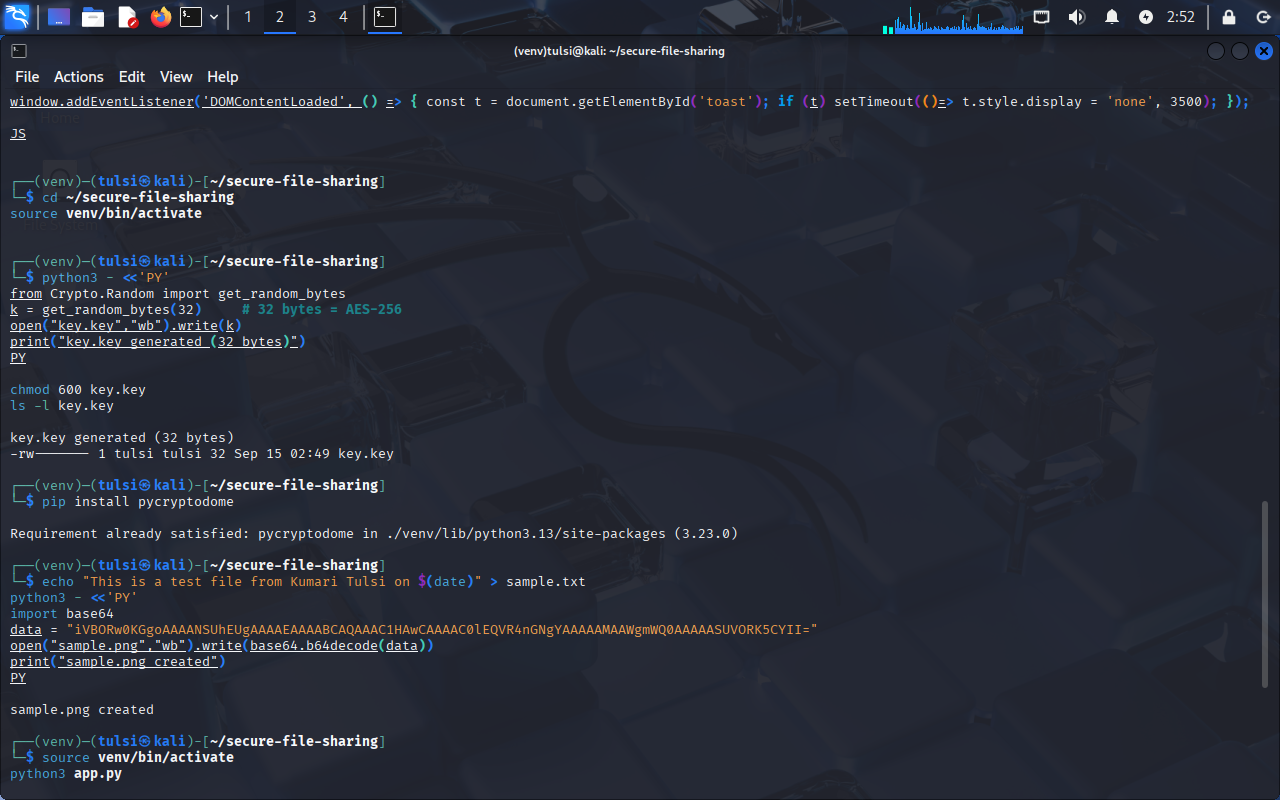 1 2 3 4 2:52
(venv)tulsi@kali: ~/secure-file-sharing
File Actions Edit View Help
window.addEventListener('DOMContentLoaded', () => { const t = document.getElementById('toast'); if (t) setTimeout(()=> t.style.display = 'none', 3500); });
JS
┌──(venv)─(tulsi㉿kali)-[~/secure-file-sharing]
└─$ cd ~/secure-file-sharing
source venv/bin/activate
┌──(venv)─(tulsi㉿kali)-[~/secure-file-sharing]
└─$ python3 - <<'PY'
from Crypto.Random import get_random_bytes
k = get_random_bytes(32)     # 32 bytes = AES-256
open("key.key","wb").write(k)
print("key.key generated (32 bytes)")
PY
chmod 600 key.key
ls -l key.key
key.key generated (32 bytes)
-rw------- 1 tulsi tulsi 32 Sep 15 02:49 key.key
┌──(venv)─(tulsi㉿kali)-[~/secure-file-sharing]
└─$ pip install pycryptodome
Requirement already satisfied: pycryptodome in ./venv/lib/python3.13/site-packages (3.23.0)
┌──(venv)─(tulsi㉿kali)-[~/secure-file-sharing]
└─$ echo "This is a test file from Kumari Tulsi on $(date)" > sample.txt
python3 - <<'PY'
import base64
data = "iVBORw0KGgoAAAANSUhEUgAAAAEAAAABCAQAAAC1HAwCAAAAC0lEQVR4nGNgYAAAAAMAAWgmWQ0AAAAASUVORK5CYII="
open("sample.png","wb").write(base64.b64decode(data))
print("sample.png created")
PY
sample.png created
┌──(venv)─(tulsi㉿kali)-[~/secure-file-sharing]
└─$ source venv/bin/activate
python3 app.py